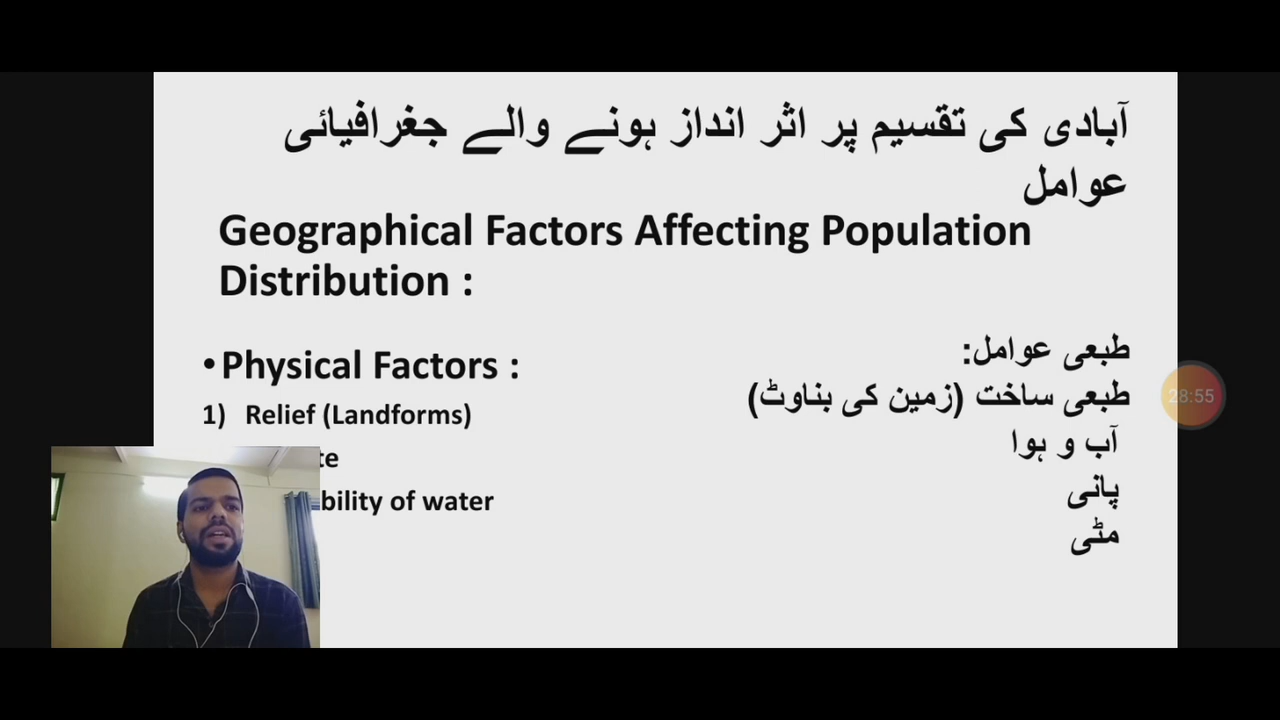 آبادی کی تقسیم پر اثر انداز ہونے والے جغرافیائی
عوامل
Geographical Factors Affecting Population
Distribution :
• Physical Factors :
1) Relief (Landforms)
te
bility of water
طبعی عوامل:
طبعی ساخت (زمین کی بناوٹ)
آب و ہوا
پانی
مٹی
28:55